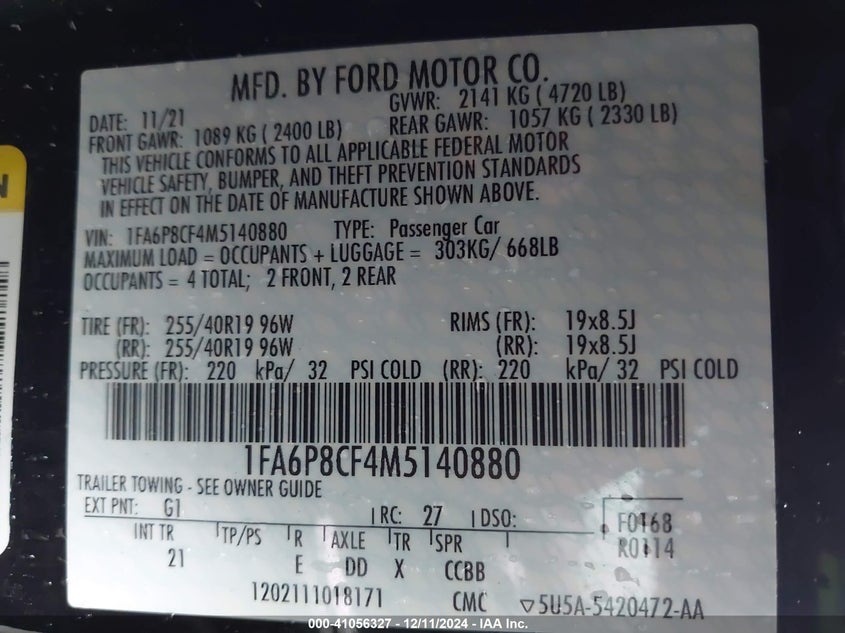 MFD. BY FORD MOTOR CO.
DATE: 11/21 GVWR: 2141 KG ( 4720 LB)
FRONT GAWR: 1089 KG ( 2400 LB) REAR GAWR: 1057 KG ( 2330 LB)
THIS VEHICLE CONFORMS TO ALL APPLICABLE FEDERAL MOTOR
VEHICLE SAFETY, BUMPER, AND THEFT PREVENTION STANDARDS
IN EFFECT ON THE DATE OF MANUFACTURE SHOWN ABOVE.
VIN: 1FA6P8CF4M5140880 TYPE: Passenger Car
MAXIMUM LOAD = OCCUPANTS + LUGGAGE = 303KG/ 668LB
OCCUPANTS = 4 TOTAL; 2 FRONT, 2 REAR
TIRE (FR): 255/40R19 96W RIMS (FR): 19x8.5J
(RR): 255/40R19 96W (RR): 19x8.5J
PRESSURE (FR): 220 kPa/ 32 PSI COLD (RR): 220 kPa/ 32 PSI COLD
1FA6P8CF4M5140880
TRAILER TOWING - SEE OWNER GUIDE
EXT PNT: G1 RC: 27 DSO: F0168
INT TR TP/PS R AXLE TR SPR R0114
21 E DD X CCBB
1202111018171 CMC ▽5U5A-5420472-AA
000-41056327 - 12/11/2024 - IAA Inc.